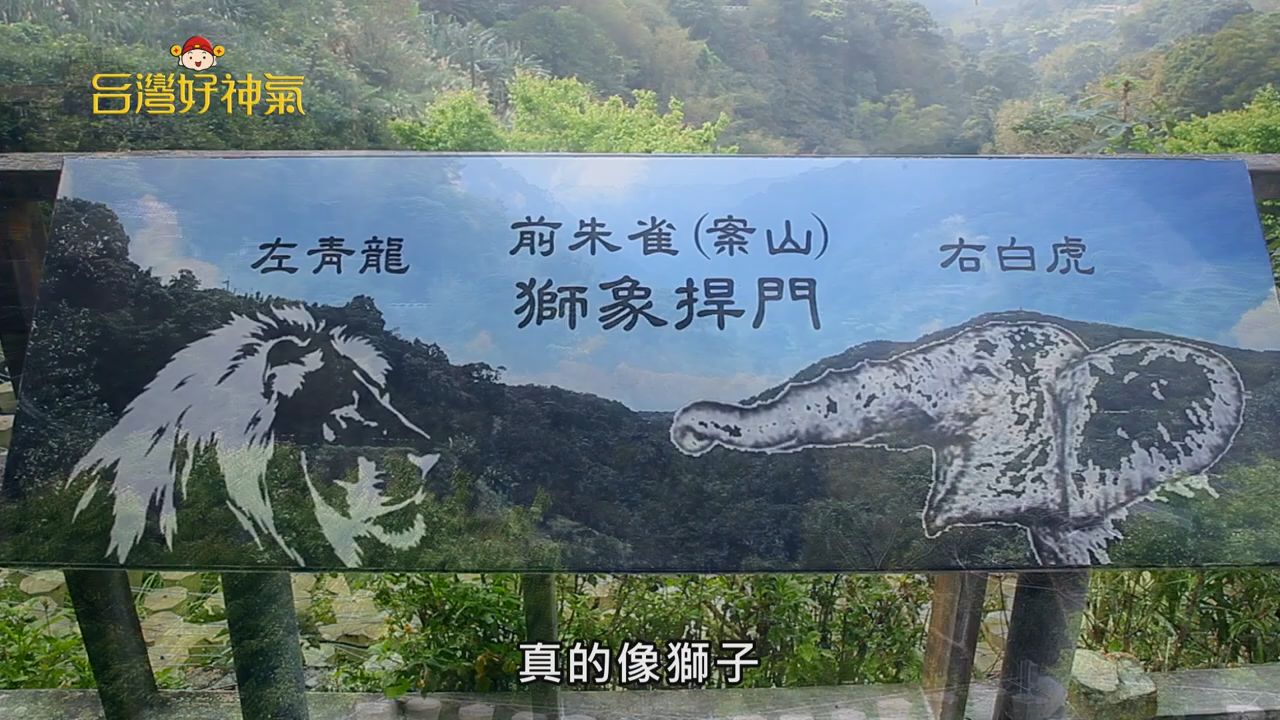 台灣好神氣
前朱雀(案山)
左青龍
右白虎
獅象捍門
真的像獅子